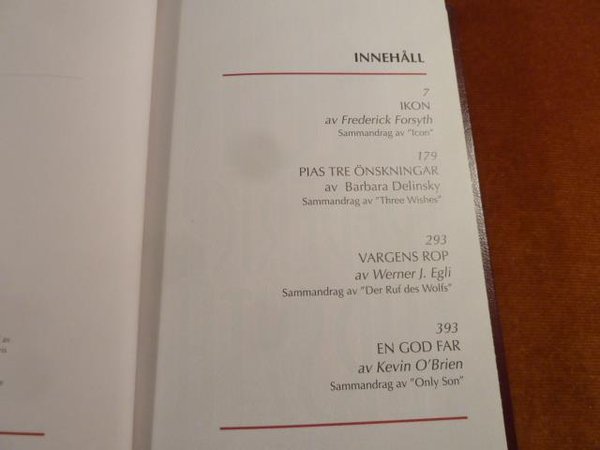 INNEHÅLL
7
IKON
av Frederick Forsyth
Sammandrag av "Icon"
179
PIAS TRE ÖNSKNINGAR
av Barbara Delinsky
Sammandrag av "Three Wishes"
293
VARGENS ROP
av Werner J. Egli
Sammandrag av "Der Ruf des Wolfs"
393
EN GOD FAR
av Kevin O'Brien
Sammandrag av "Only Son"
av